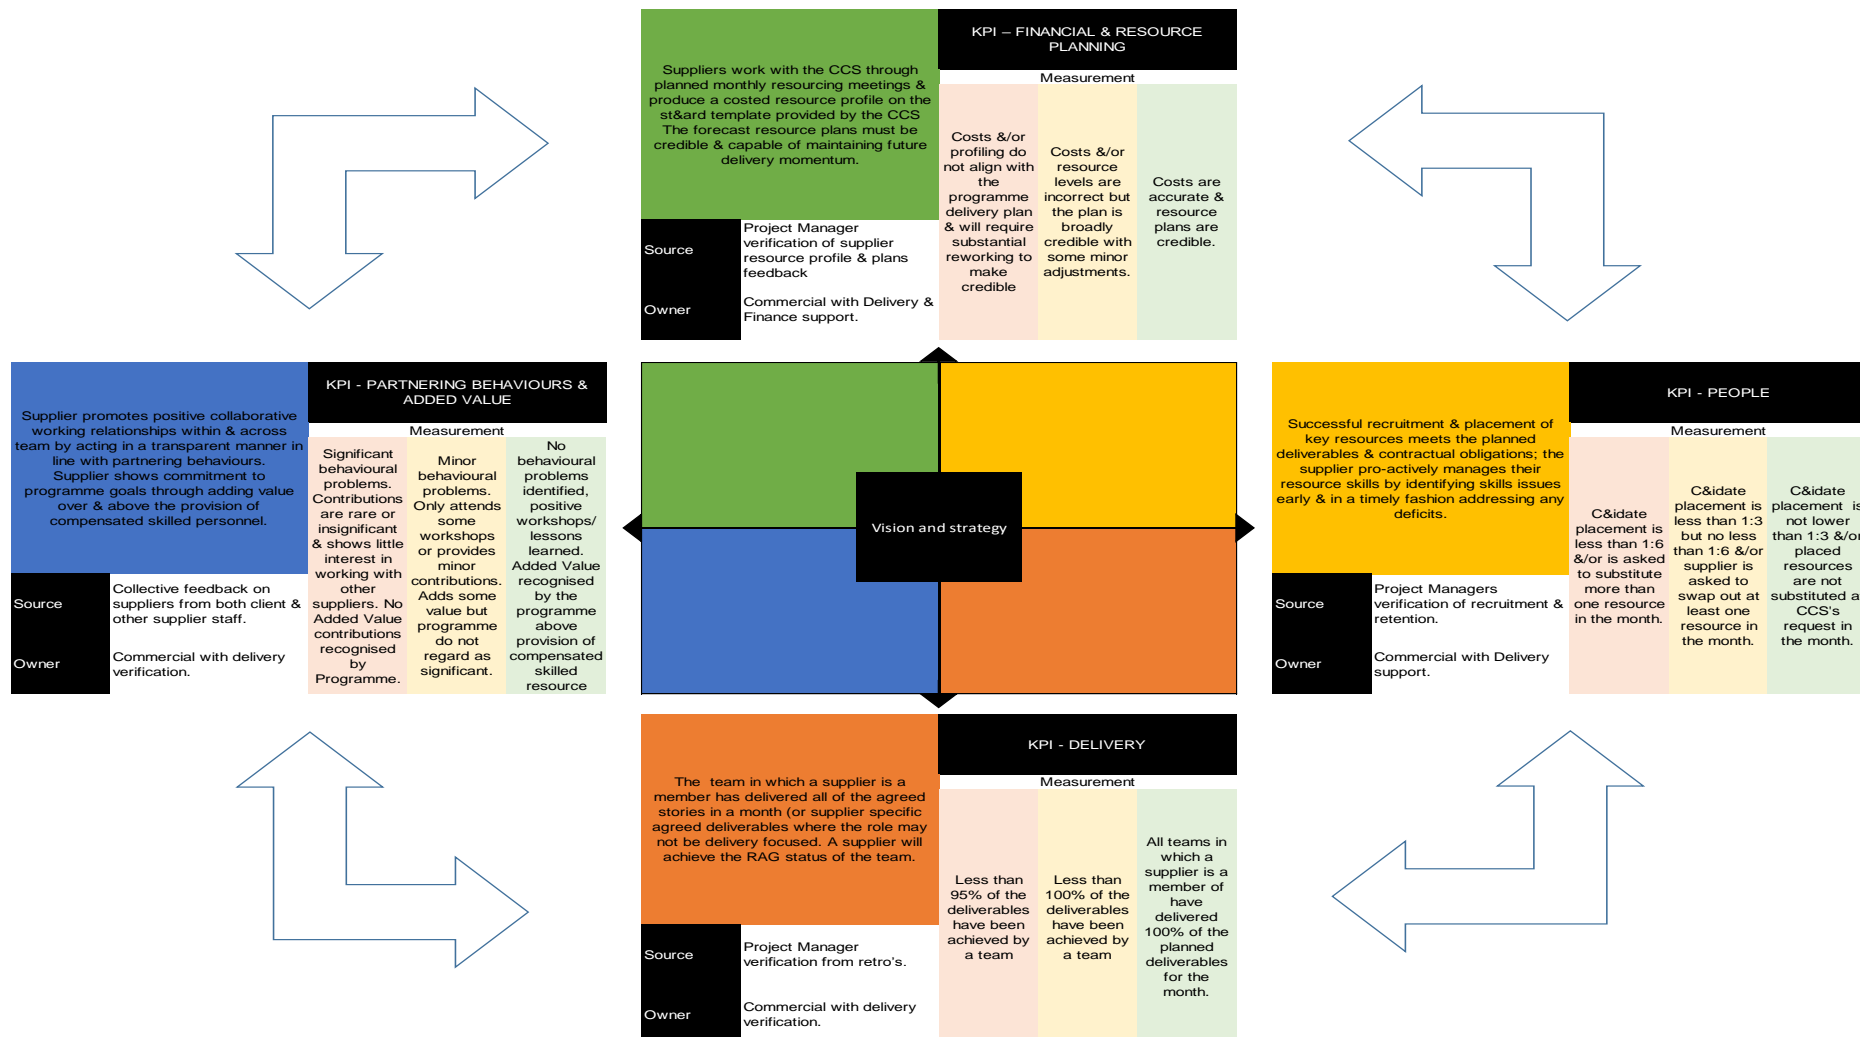 KPI – FINANCIAL & RESOURCE
PLANNING
Suppliers work with the CCS through
planned monthly resourcing meetings &
produce a costed resource profile on the
st&ard template provided by the CCS
The forecast resource plans must be
credible & capable of maintaining future
delivery momentum.
Measurement
Costs &/or
profiling do
not align with
the
programme
delivery plan
& will require
substantial
reworking to
make
credible
Costs &/or
resource
levels are
incorrect but
the plan is
broadly
credible with
some minor
adjustments.
Costs are
accurate &
resource
plans are
credible.
Source
Project Manager
verification of supplier
resource profile & plans
feedback
Owner
Commercial with Delivery &
Finance support.
KPI - PARTNERING BEHAVIOURS &
ADDED VALUE
Supplier promotes positive collaborative
working relationships within & across
team by acting in a transparent manner in
line with partnering behaviours.
Supplier shows commitment to
programme goals through adding value
over & above the provision of
compensated skilled personnel.
Measurement
Significant
behavioural
problems.
Contributions
are rare or
insignificant
& shows little
interest in
working with
other
suppliers. No
Added Value
contributions
recognised
by
Programme.
Minor
behavioural
problems.
Only attends
some
workshops
or provides
minor
contributions.
Adds some
value but
programme
do not
regard as
significant.
No
behavioural
problems
identified,
positive
workshops/
lessons
learned.
Added Value
recognised
by the
programme
above
provision of
compensated
skilled
resource
Source
Collective feedback on
suppliers from both client &
other supplier staff.
Owner
Commercial with delivery
verification.
Vision and strategy
KPI - PEOPLE
Successful recruitment & placement of
key resources meets the planned
deliverables & contractual obligations; the
supplier pro-actively manages their
resource skills by identifying skills issues
early & in a timely fashion addressing any
deficits.
Measurement
C&idate
placement is
less than 1:6
&/or is asked
to substitute
more than
one resource
in the month.
C&idate
placement is
less than 1:3
but no less
than 1:6 &/or
supplier is
asked to
swap out at
least one
resource in
the month.
C&idate
placement is
not lower
than 1:3 &/or
placed
resources
are not
substituted a
CCS's
request in
the month.
Source
Project Managers
verification of recruitment &
retention.
Owner
Commercial with Delivery
support.
KPI - DELIVERY
The team in which a supplier is a
member has delivered all of the agreed
stories in a month (or supplier specific
agreed deliverables where the role may
not be delivery focused. A supplier will
achieve the RAG status of the team.
Measurement
Less than
95% of the
deliverables
have been
achieved by
a team
Less than
100% of the
deliverables
have been
achieved by
a team
All teams in
which a
supplier is a
member of
have
delivered
100% of the
planned
deliverables
for the
month.
Source
Project Manager
verification from retro's.
Owner
Commercial with delivery
verification.